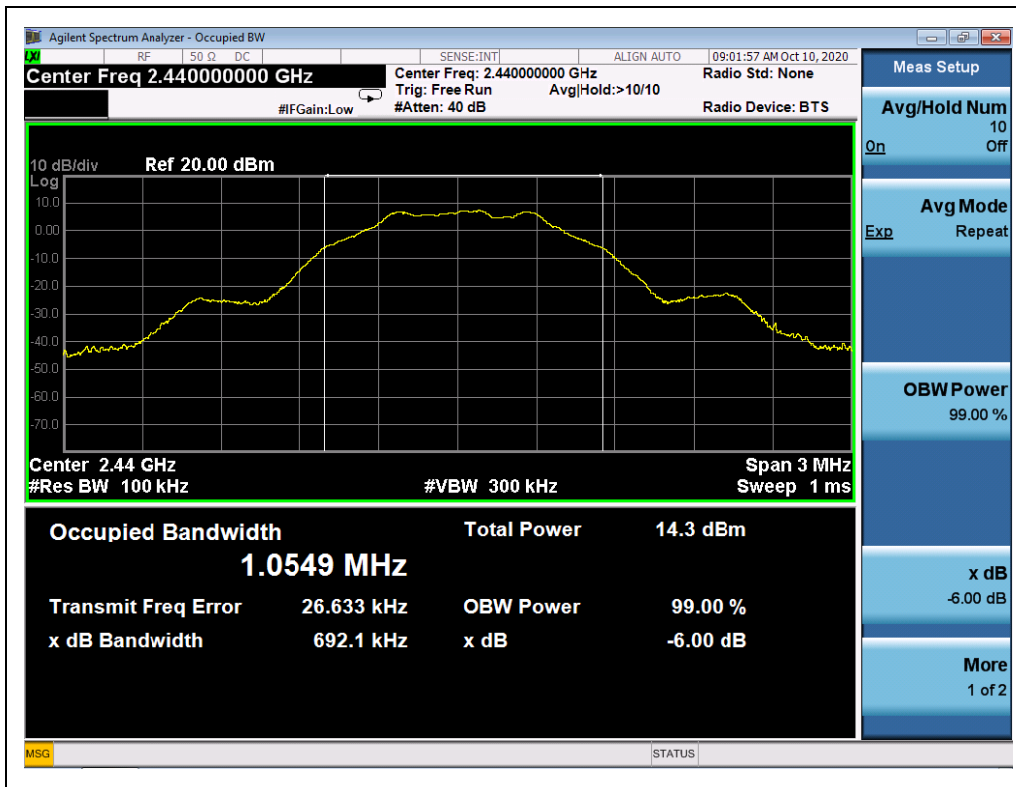 Agilent Spectrum Analyzer - Occupied BW
LXI RF 50 Ω DC SENSE:INT ALIGN AUTO 09:01:57 AM Oct 10, 2020
Center Freq 2.440000000 GHz
Center Freq: 2.440000000 GHz
Radio Std: None
Trig: Free Run Avg|Hold:>10/10
#IFGain:Low
#Atten: 40 dB
Radio Device: BTS
10 dB/div Ref 20.00 dBm
Log
10.0
0.00
-10.0
-20.0
-30.0
-40.0
-50.0
-60.0
-70.0
Center 2.44 GHz
Span 3 MHz
#Res BW 100 kHz
#VBW 300 kHz
Sweep 1 ms
Occupied Bandwidth
Total Power 14.3 dBm
1.0549 MHz
Transmit Freq Error 26.633 kHz
OBW Power 99.00 %
x dB Bandwidth 692.1 kHz
x dB -6.00 dB
Meas Setup
Avg/Hold Num
10
On Off
Avg Mode
Exp Repeat
OBW Power
99.00 %
x dB
-6.00 dB
More
1 of 2
MSG
STATUS